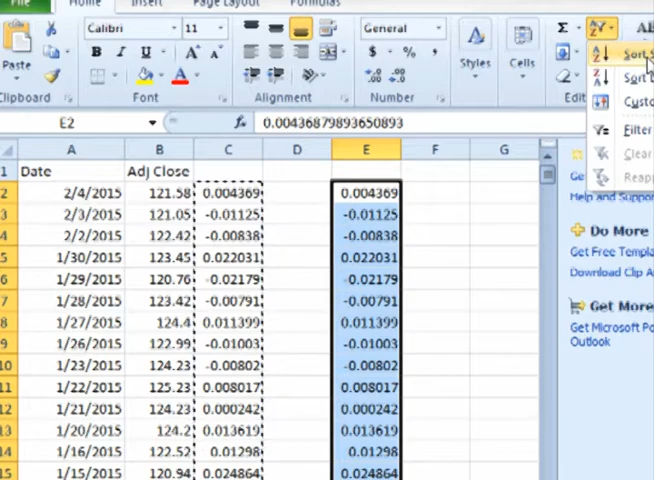 File Home Insert Page Layout Formulas
Calibri 11 General Σ
Paste B I U $ % , Styles Cells Sort
Sort
Custo
Clipboard Font Alignment Number Edit
Filter
Clear
Reap
E2 fx 0.00436879893650893
A B C D E F G
1 Date Adj Close
2 2/4/2015 121.58 0.004369 0.004369
3 2/3/2015 121.05 -0.01125 -0.01125
4 2/2/2015 122.42 -0.00838 -0.00838
5 1/30/2015 123.45 0.022031 0.022031
6 1/29/2015 120.76 -0.02179 -0.02179
7 1/28/2015 123.42 -0.00791 -0.00791
8 1/27/2015 124.4 0.011399 0.011399
9 1/26/2015 122.99 -0.01003 -0.01003
10 1/23/2015 124.23 -0.00802 -0.00802
11 1/22/2015 125.23 0.008017 0.008017
12 1/21/2015 124.23 0.000242 0.000242
13 1/20/2015 124.2 0.013619 0.013619
14 1/16/2015 122.52 0.01298 0.01298
15 1/15/2015 120.94 0.024864 0.024864
Ge
Help and Support
Do More
Get Free Templa
Download Clip A
Get More
Get Microsoft Po
Outlook